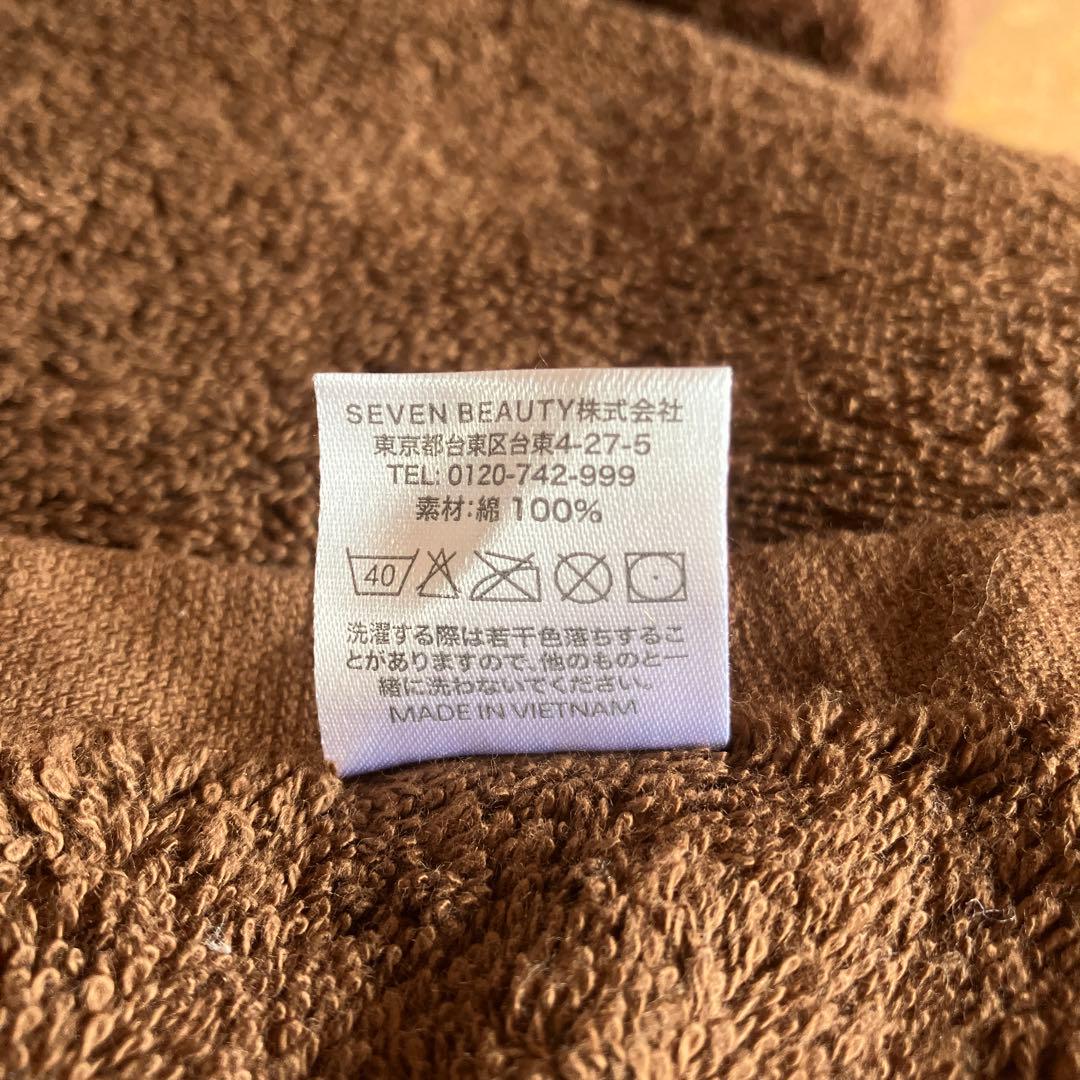 SEVEN BEAUTY株式会社
東京都台東区台東4-27-5
TEL: 0120-742-999
素材:綿 100%
40
洗濯する際は若干色落ちするこ
とがありますので、他のものと一
緒に洗わないでください。
MADE IN VIETNAM